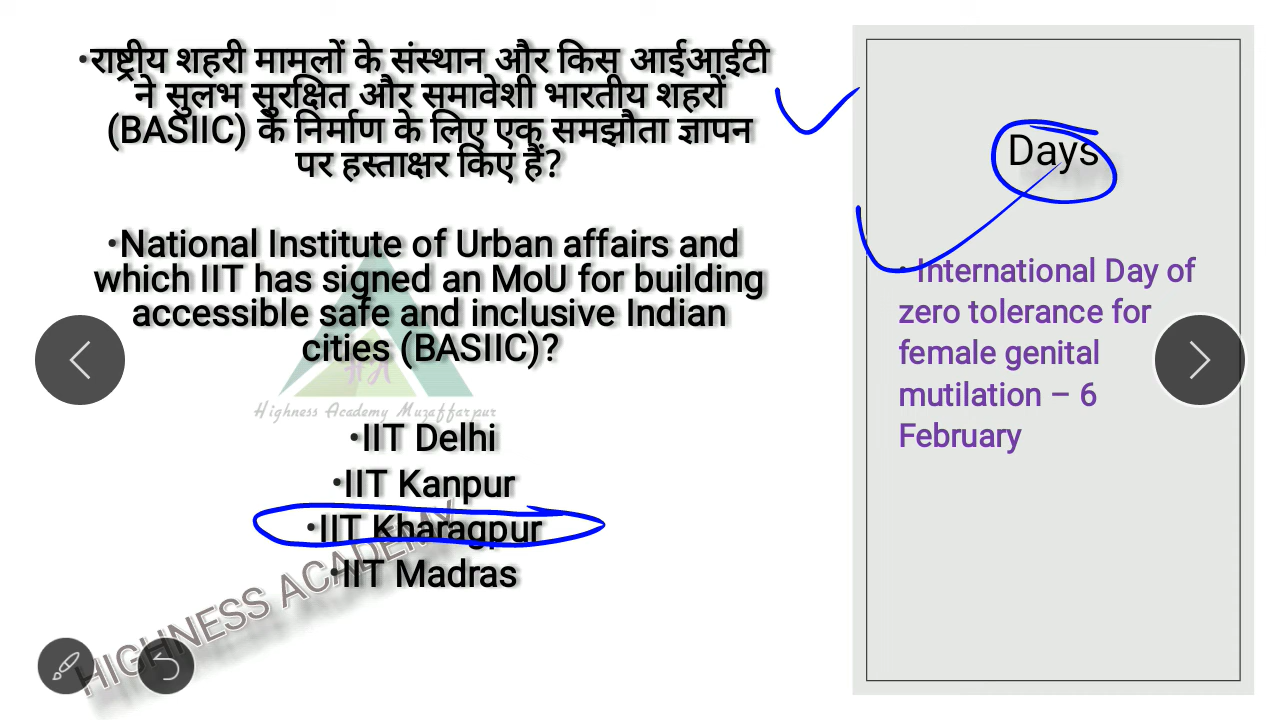 •राष्ट्रीय शहरी मामलों के संस्थान और किस आईआईटी
ने सुलभ सुरक्षित और समावेशी भारतीय शहरों
(BASIIC) के निर्माण के लिए एक समझौता ज्ञापन
पर हस्ताक्षर किए हैं?
•National Institute of Urban affairs and
which IIT has signed an MoU for building
accessible safe and inclusive Indian
cities (BASIIC)?
HA
Highness Academy Muzaffarpur
•IIT Delhi
•IIT Kanpur
•IIT Kharagpur
•IIT Madras
HIGHNESS ACADEMY
Days
• International Day of
zero tolerance for
female genital
mutilation – 6
February